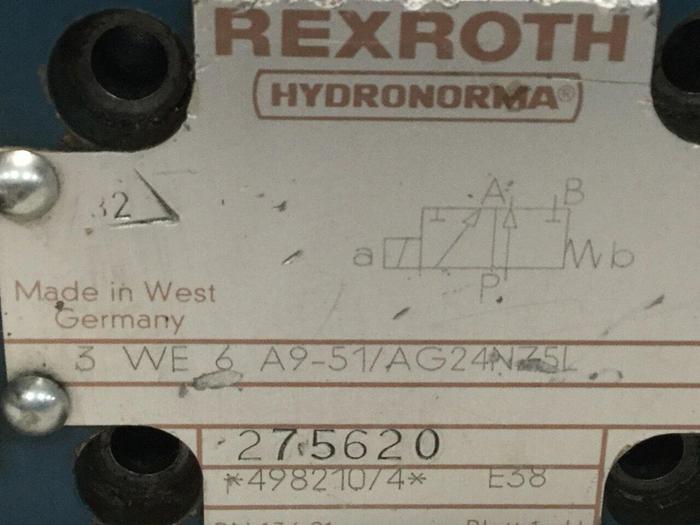 REXROTH
HYDRONORMA®
32
A B
a b
P
Made in West
Germany
3 WE 6 A9-51/AG24NZ5L
275620
*498210/4* E38